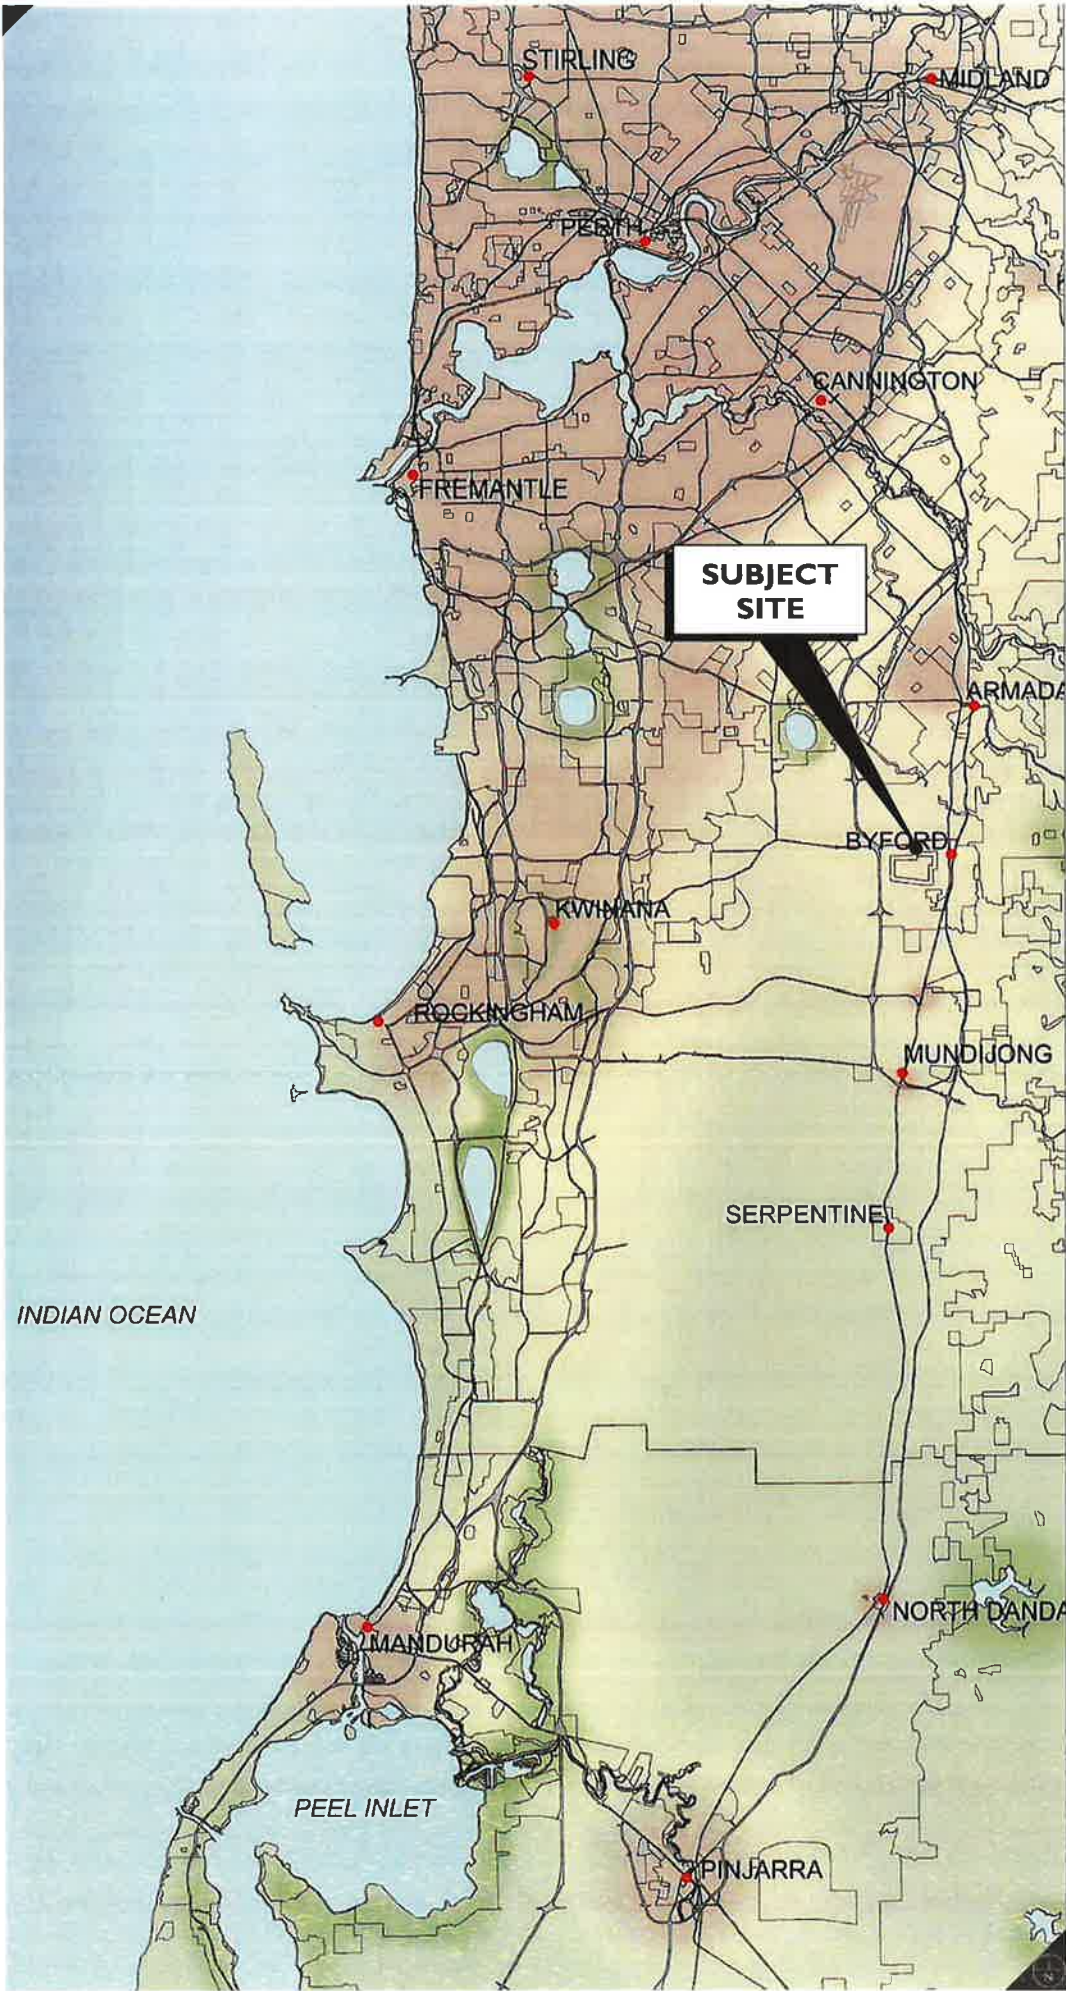 STIRLING
MIDLAND
PERTH
CANNINGTON
FREMANTLE
SUBJECT
SITE
ARMADA
BYFORD
KWINANA
ROCKINGHAM
MUNDIJONG
SERPENTINE
INDIAN OCEAN
NORTH DANDA
MANDURAH
PEEL INLET
PINJARRA
N